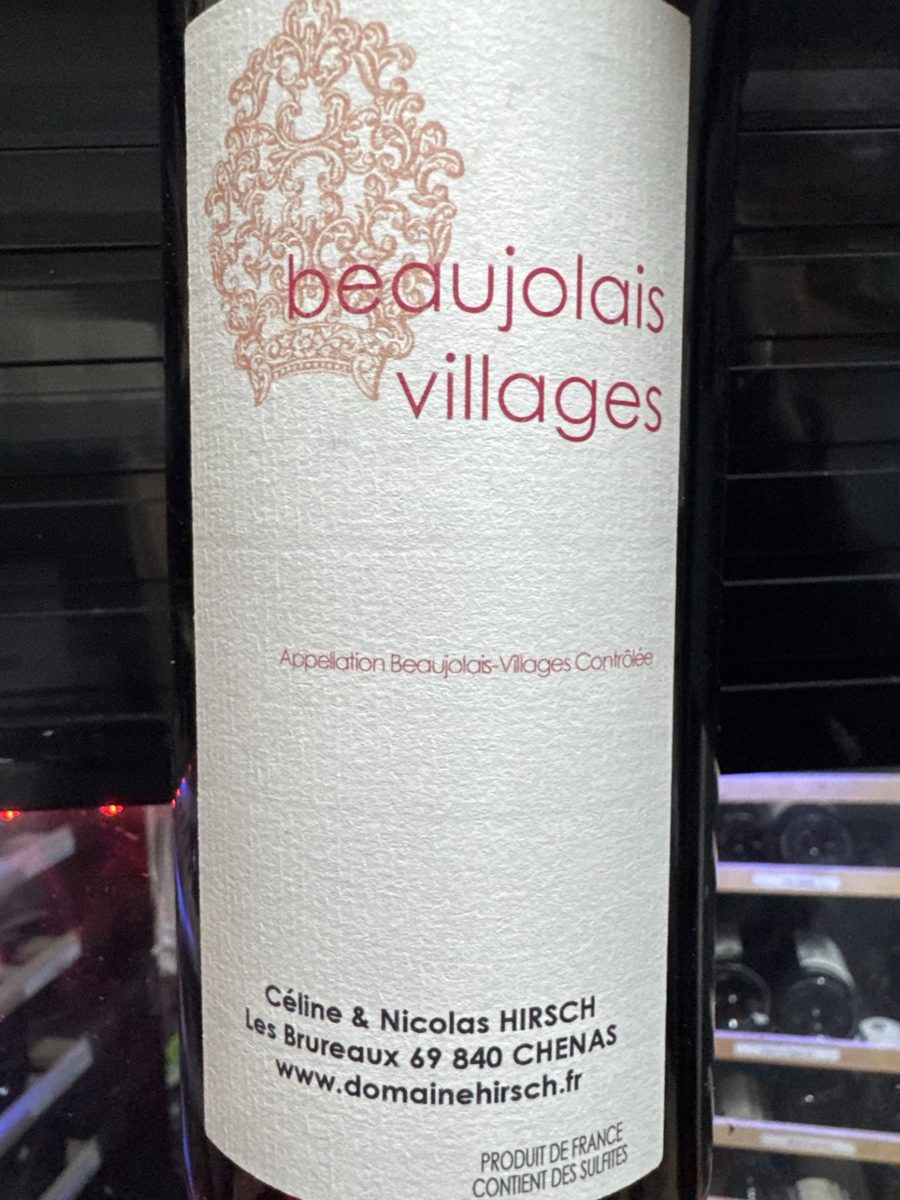 beaujolais
villages
Appellation Beaujolais-Villages Contrôlée
Céline & Nicolas HIRSCH
Les Brureaux 69 840 CHENAS
www.domainehirsch.fr
PRODUIT DE FRANCE
CONTIENT DES SULFITES